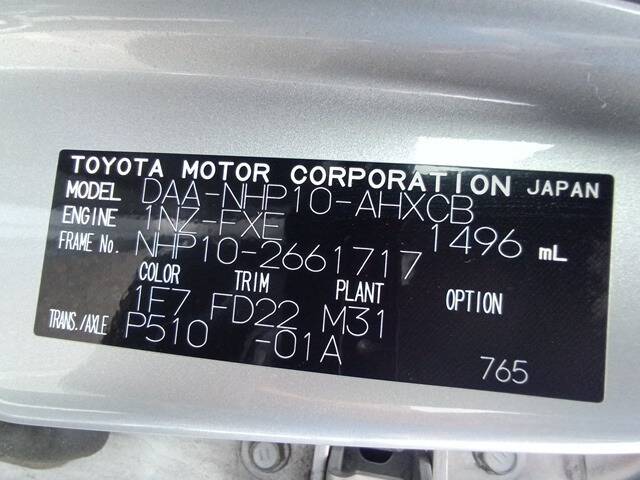 TOYOTA MOTOR CORPORATION JAPAN
MODEL DAA-NHP10-AHXCB
ENGINE 1NZ-FXE 1496 mL
FRAME No. NHP10-2661717
COLOR TRIM PLANT OPTION
1E7 FD22 M31
TRANS./AXLE P510 -01A
765